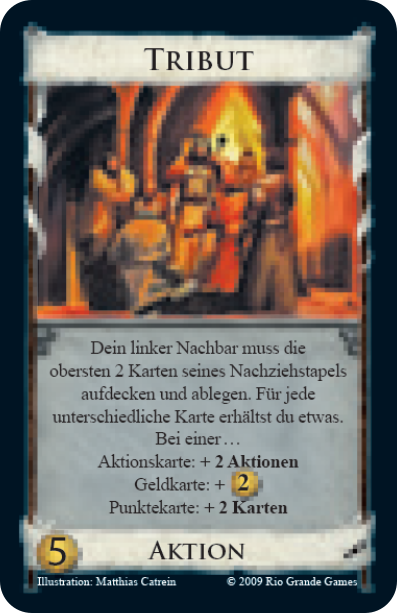 TRIBUT
Dein linker Nachbar muss die
obersten 2 Karten seines Nachziehstapels
aufdecken und ablegen. Für jede
unterschiedliche Karte erhältst du etwas.
Bei einer…
Aktionskarte: + 2 Aktionen
Geldkarte: + 2
Punktekarte: + 2 Karten
5 AKTION
Illustration: Matthias Catrein © 2009 Rio Grande Games